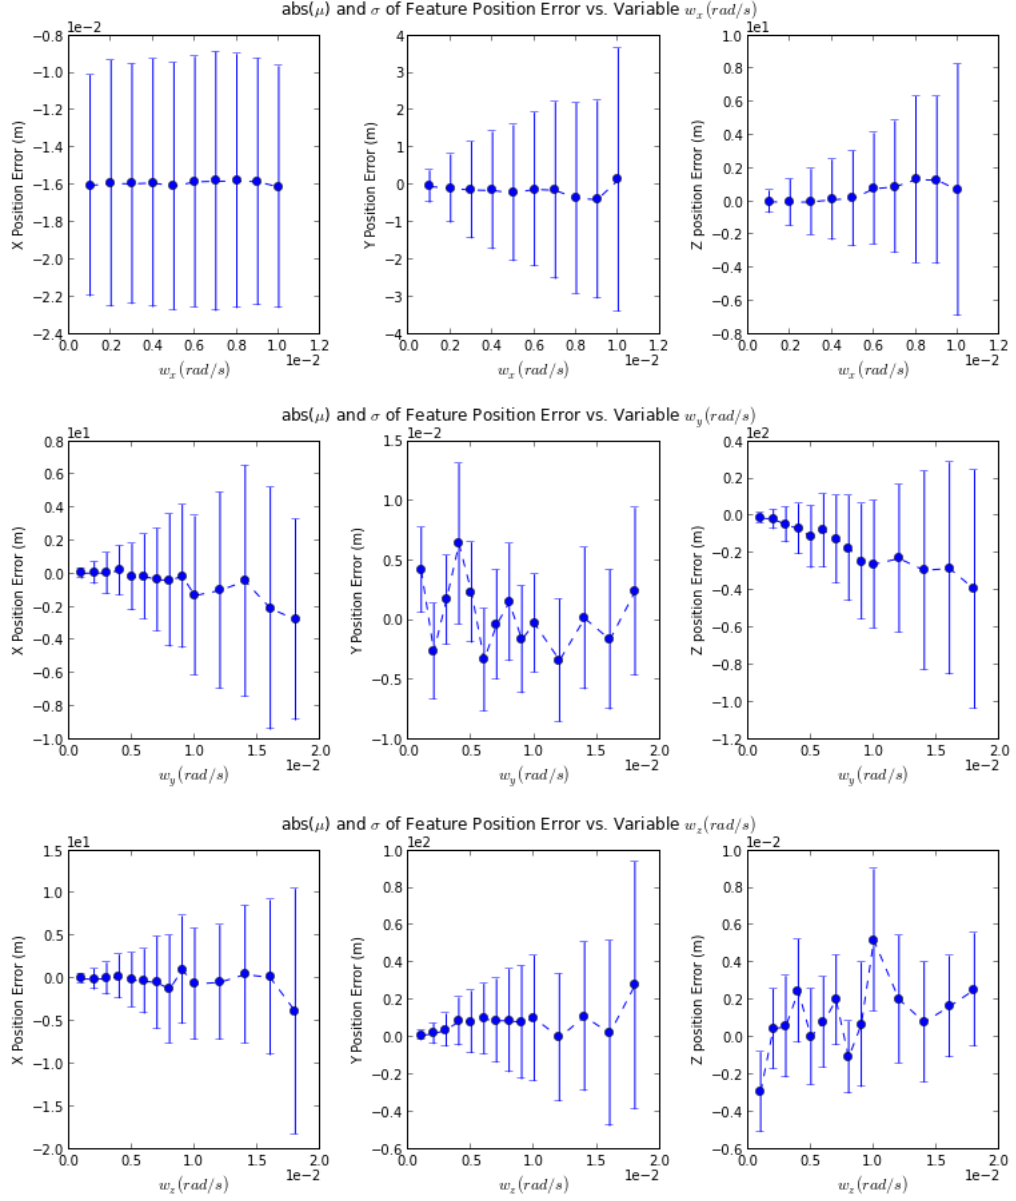 abs(μ) and σ of Feature Position Error vs. Variable w_x(rad/s)
1e−2
−0.8
−1.0
−1.2
−1.4
−1.6
−1.8
−2.0
−2.2
−2.4
X Position Error (m)
0.0 0.2 0.4 0.6 0.8 1.0 1.2
1e−2
w_x(rad/s)
4
3
2
1
0
−1
−2
−3
−4
Y Position Error (m)
0.0 0.2 0.4 0.6 0.8 1.0 1.2
1e−2
w_x(rad/s)
1e1
1.0
0.8
0.6
0.4
0.2
0.0
−0.2
−0.4
−0.6
−0.8
Z position Error (m)
0.0 0.2 0.4 0.6 0.8 1.0 1.2
1e−2
w_x(rad/s)
abs(μ) and σ of Feature Position Error vs. Variable w_y(rad/s)
1e1
0.8
0.6
0.4
0.2
0.0
−0.2
−0.4
−0.6
−0.8
−1.0
X Position Error (m)
0.0 0.5 1.0 1.5 2.0
1e−2
w_y(rad/s)
1e−2
1.5
1.0
0.5
0.0
−0.5
−1.0
Y Position Error (m)
0.0 0.5 1.0 1.5 2.0
1e−2
w_y(rad/s)
1e2
0.4
0.2
0.0
−0.2
−0.4
−0.6
−0.8
−1.0
−1.2
Z position Error (m)
0.0 0.5 1.0 1.5 2.0
1e−2
w_y(rad/s)
abs(μ) and σ of Feature Position Error vs. Variable w_z(rad/s)
1e1
1.5
1.0
0.5
0.0
−0.5
−1.0
−1.5
−2.0
X Position Error (m)
0.0 0.5 1.0 1.5 2.0
1e−2
w_z(rad/s)
1e2
1.0
0.8
0.6
0.4
0.2
0.0
−0.2
−0.4
−0.6
Y Position Error (m)
0.0 0.5 1.0 1.5 2.0
1e−2
w_z(rad/s)
1e−2
1.0
0.8
0.6
0.4
0.2
0.0
−0.2
−0.4
−0.6
Z position Error (m)
0.0 0.5 1.0 1.5 2.0
1e−2
w_z(rad/s)